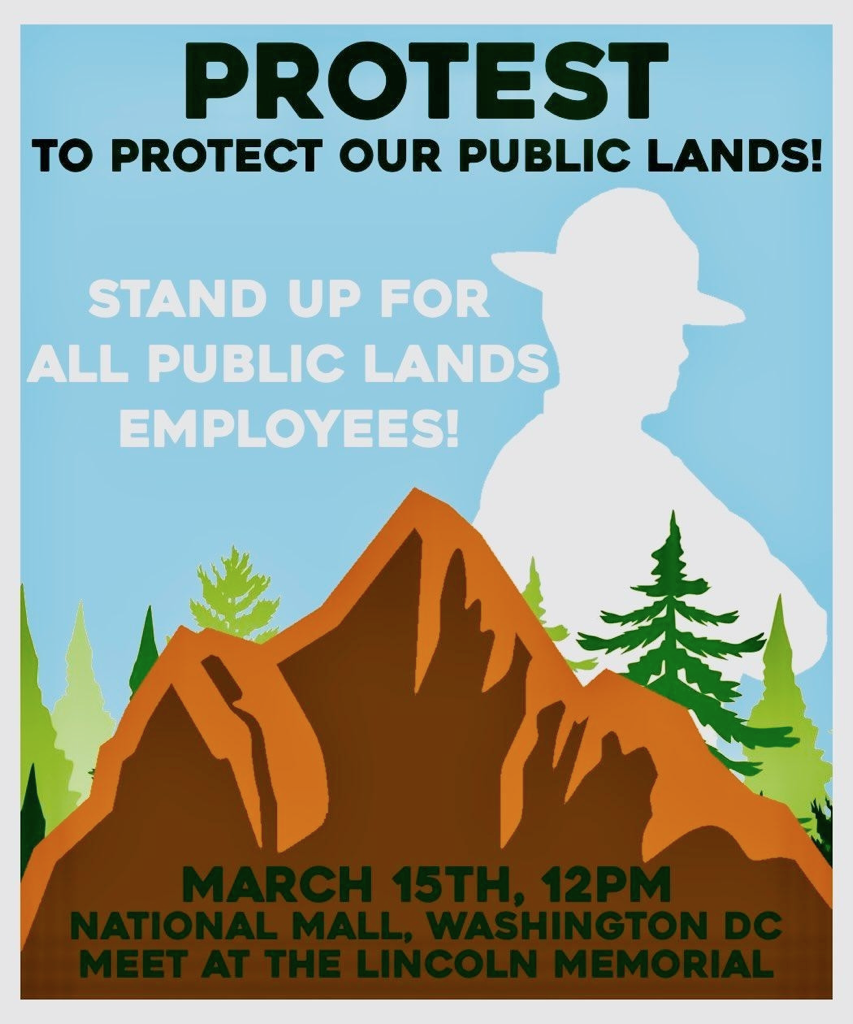 PROTEST
TO PROTECT OUR PUBLIC LANDS!
STAND UP FOR
ALL PUBLIC LANDS
EMPLOYEES!
MARCH 15TH, 12PM
NATIONAL MALL, WASHINGTON DC
MEET AT THE LINCOLN MEMORIAL